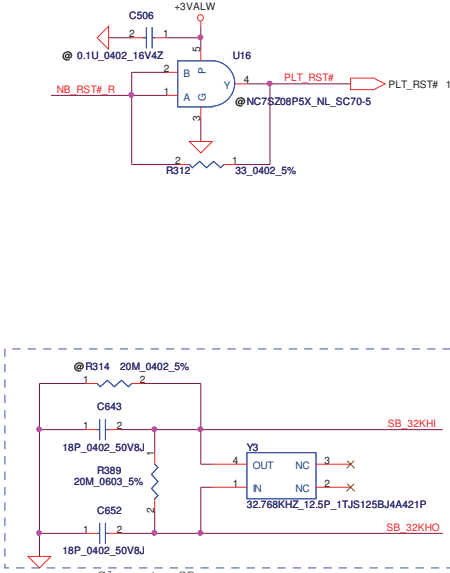 +3VALW
C506
2 1
@ 0.1U_0402_16V4Z
5
U16
NB_RST#_R
2 B P
Y 4 PLT_RST#
PLT_RST# 1
1 A G
@NC7SZ08P5X_NL_SC70-5
3
2 1
R312 33_0402_5%
@R314 20M_0402_5%
1 2
C643
1 2
SB_32KHI
18P_0402_50V8J
1
R389
20M_0603_5%
2
Y3
4 OUT NC 3
1 IN NC 2
32.768KHZ_12.5P_1TJS125BJ4A421P
C652
1 2
SB_32KHO
18P_0402_50V8J